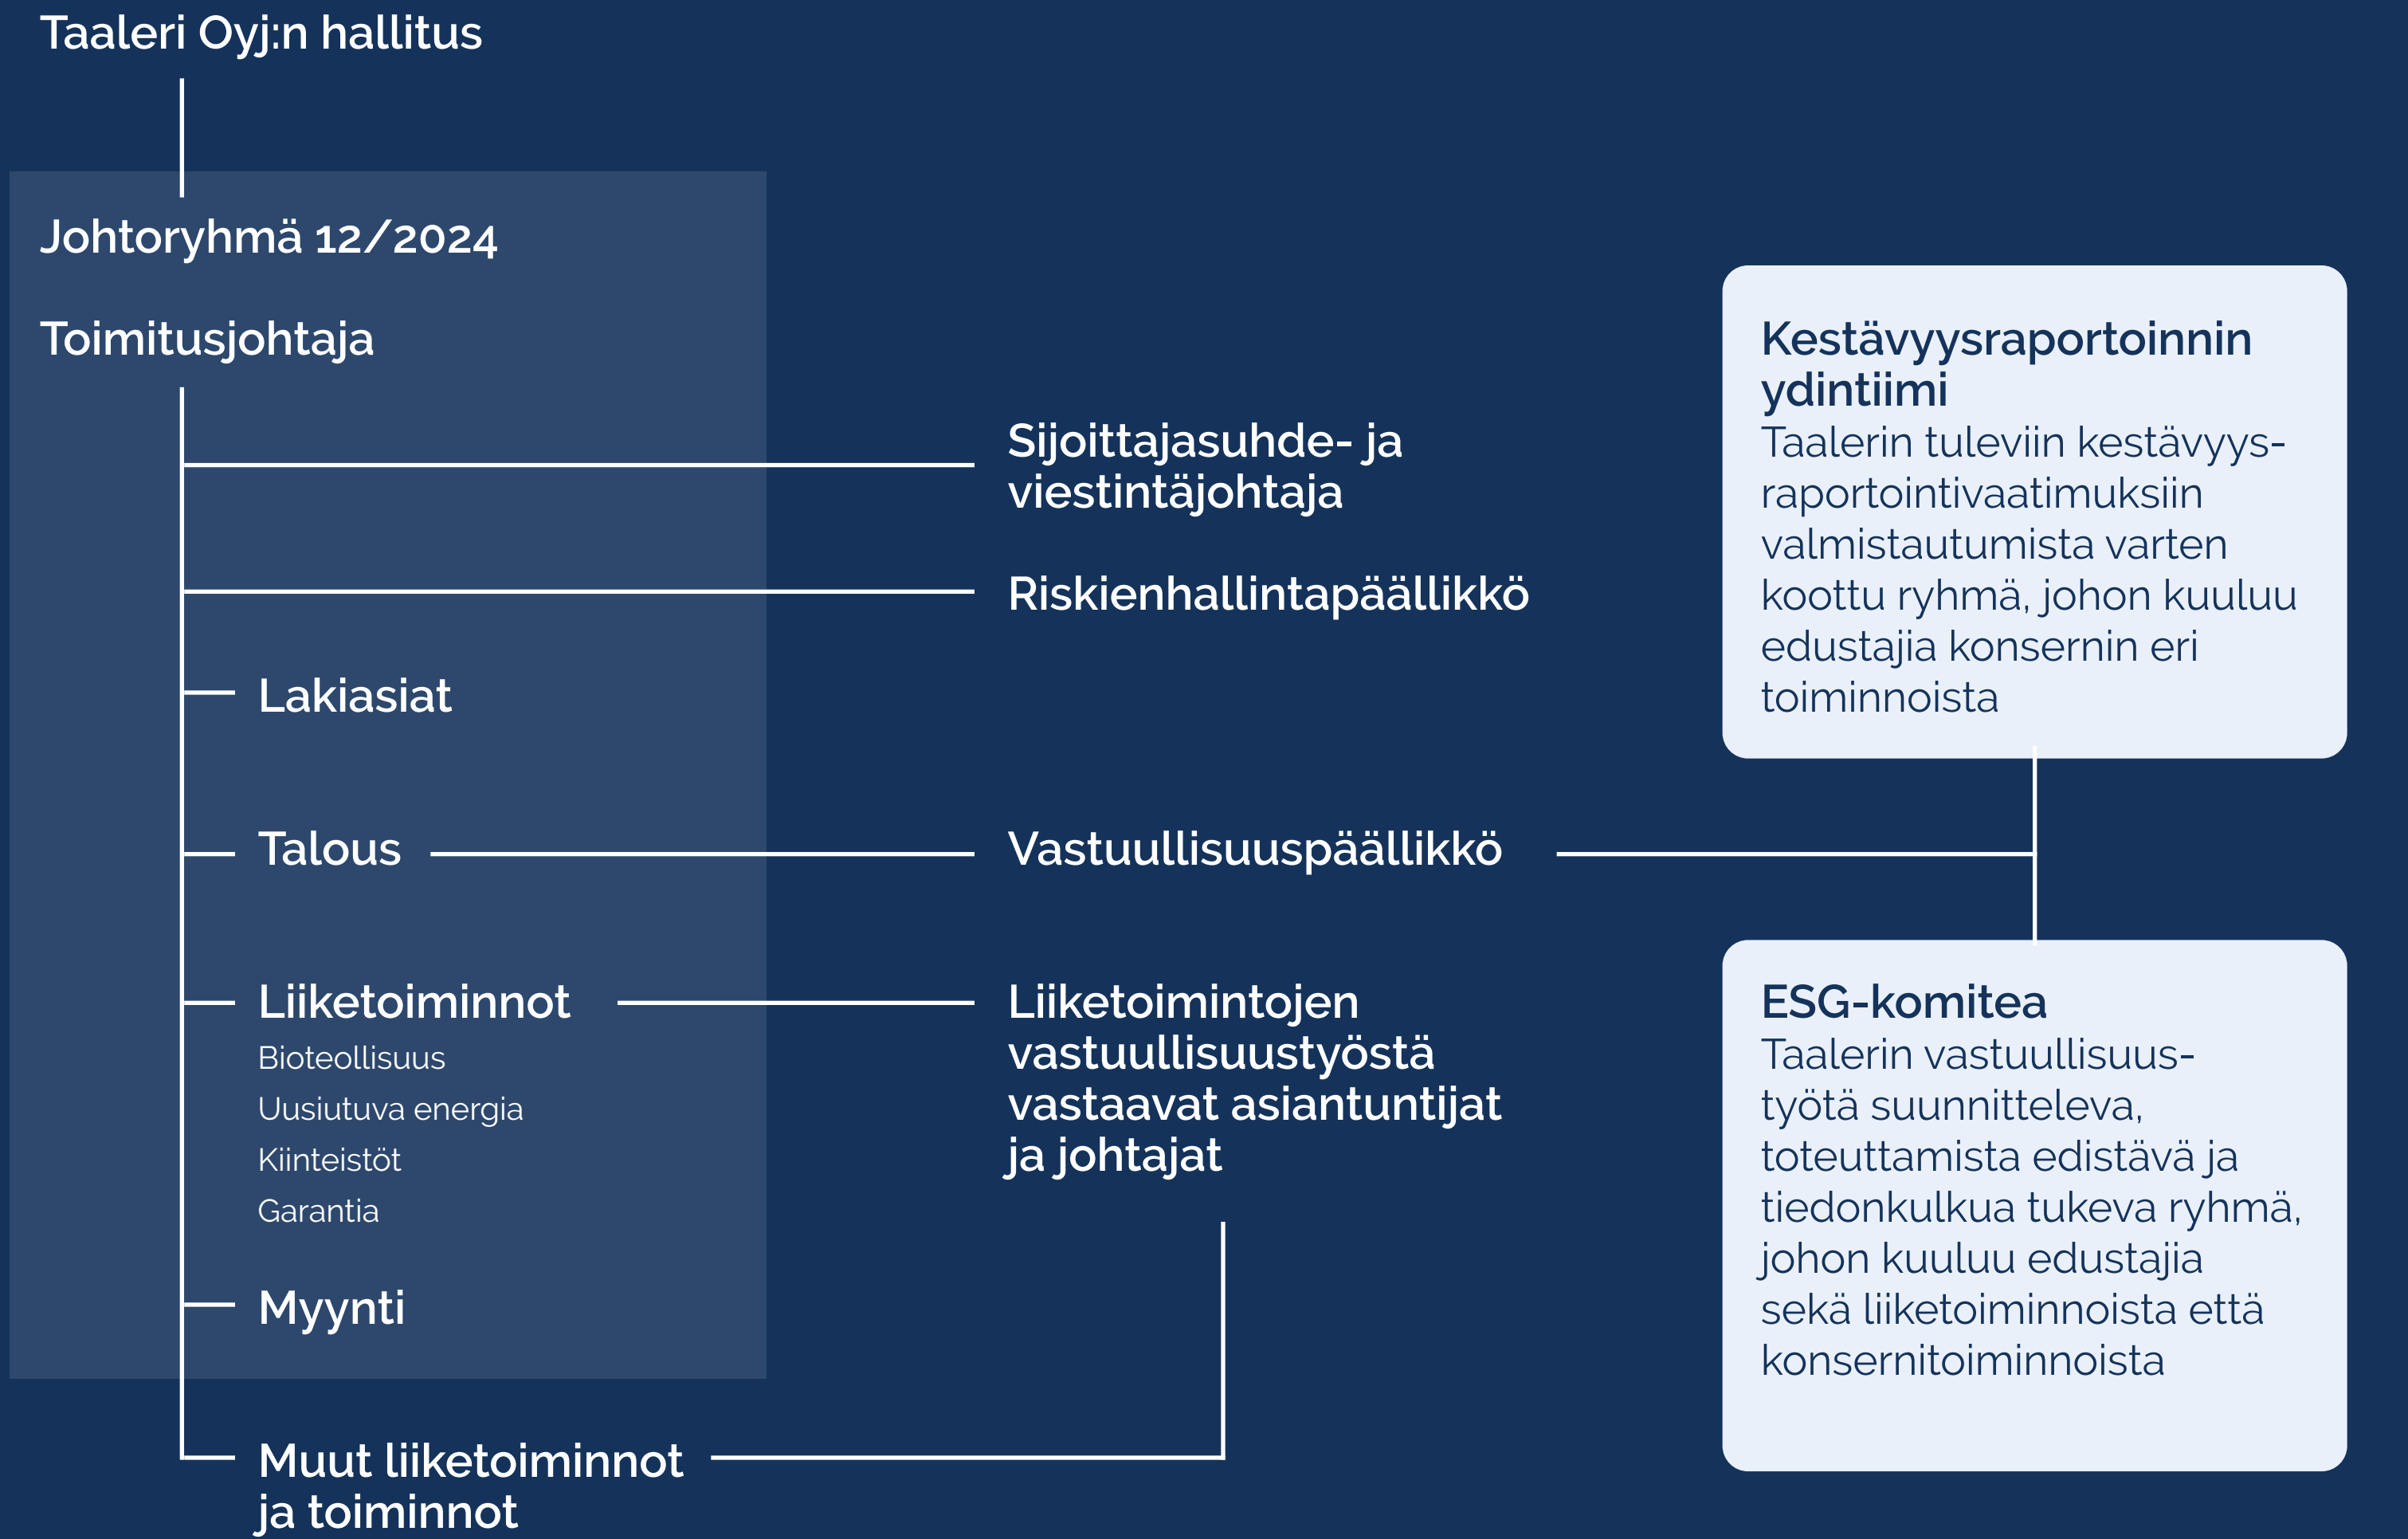 Taaleri Oyj:n hallitus
Johtoryhmä 12/2024
Toimitusjohtaja
Sijoittajasuhde- ja
viestintäjohtaja
Riskienhallintapäällikkö
Lakiasiat
Talous
Vastuullisuuspäällikkö
Liiketoiminnot
Bioteollisuus
Uusiutuva energia
Kiinteistöt
Garantia
Liiketoimintojen
vastuullisuustyöstä
vastaavat asiantuntijat
ja johtajat
Myynti
Muut liiketoiminnot
ja toiminnot
Kestävyysraportoinnin
ydintiimi
Taalerin tuleviin kestävyys-
raportointivaatimuksiin
valmistautumista varten
koottu ryhmä, johon kuuluu
edustajia konsernin eri
toiminnoista
ESG-komitea
Taalerin vastuullisuus-
työtä suunnitteleva,
toteuttamista edistävä ja
tiedonkulkua tukeva ryhmä,
johon kuuluu edustajia
sekä liiketoiminnoista että
konsernitoiminnoista